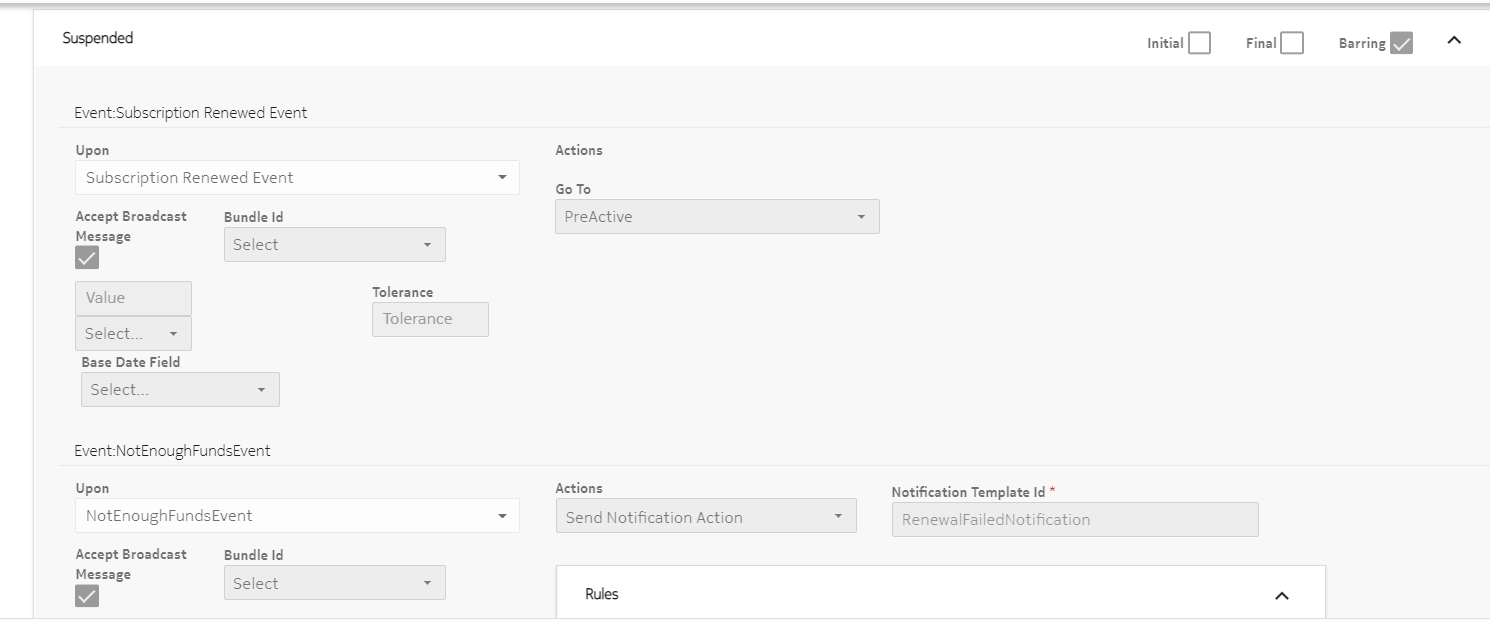 Suspended
Initial
Final
Barring
Event:Subscription Renewed Event
Upon
Actions
Subscription Renewed Event
Go To
PreActive
Accept Broadcast
Message
Bundle Id
Select
Value
Select...
Tolerance
Tolerance
Base Date Field
Select...
Event:NotEnoughFundsEvent
Upon
Actions
Notification Template Id *
NotEnoughFundsEvent
Send Notification Action
RenewalFailedNotification
Accept Broadcast
Message
Bundle Id
Select
Rules